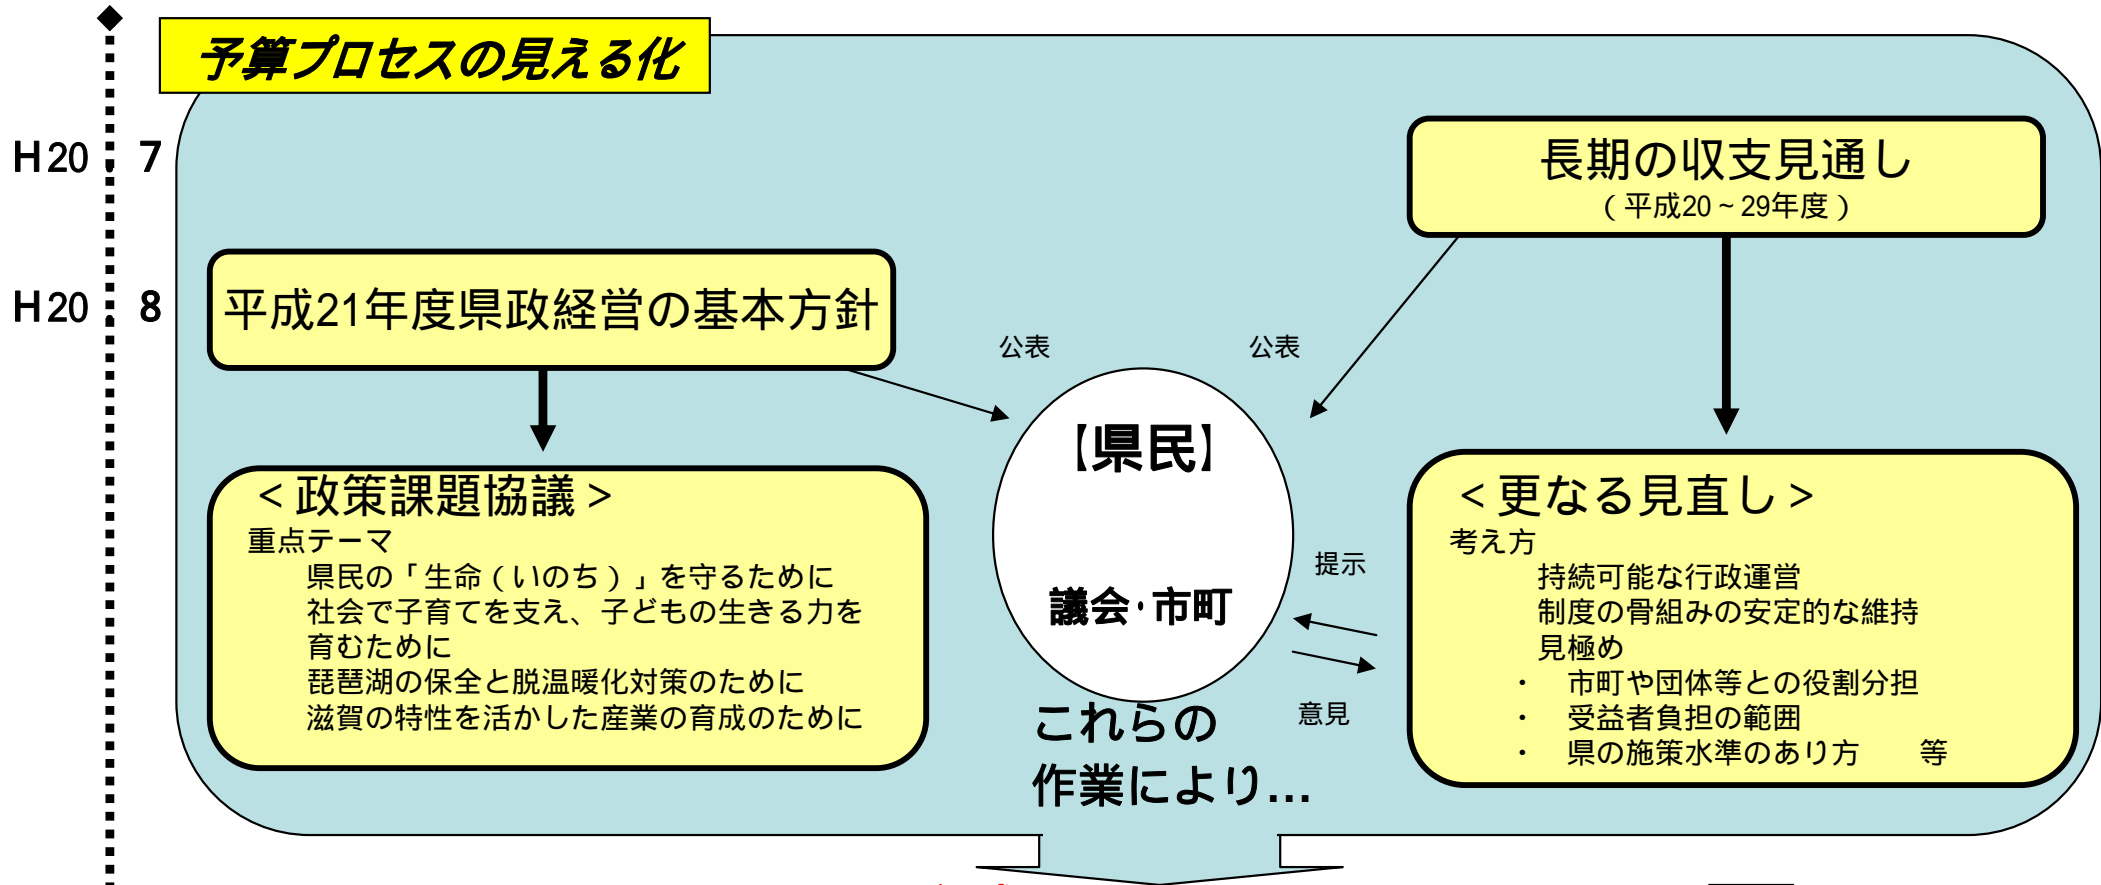 予算プロセスの見える化
H20.7
長期の収支見通し
(平成20~29年度)
H20.8
平成21年度県政経営の基本方針
公表
公表
【県民】
議会・市町
<政策課題協議>
重点テーマ
県民の「生命(いのち)」を守るために
社会で子育てを支え、子どもの生きる力を
育むために
琵琶湖の保全と脱温暖化対策のために
滋賀の特性を活かした産業の育成のために
提示
意見
<更なる見直し>
考え方
持続可能な行政運営
制度の骨組みの安定的な維持
見極め
・ 市町や団体等との役割分担
・ 受益者負担の範囲
・ 県の施策水準のあり方 等
これらの
作業により...